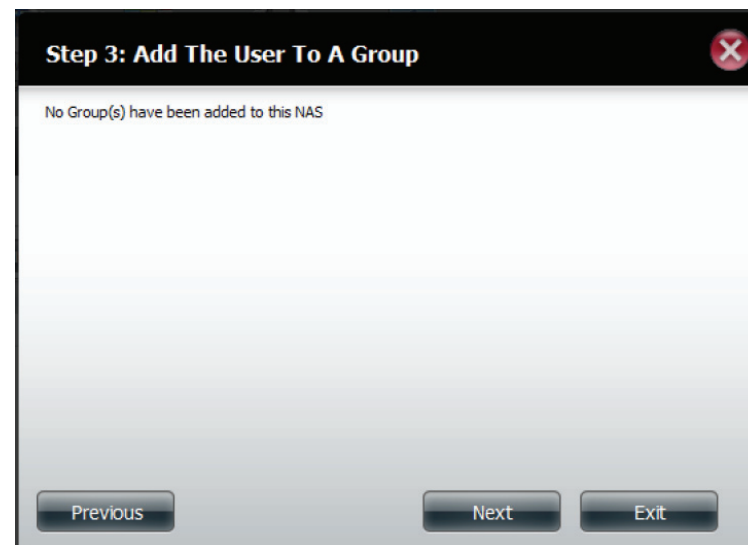 Step 3: Add The User To A Group
No Group(s) have been added to this NAS
Previous
Next
Exit